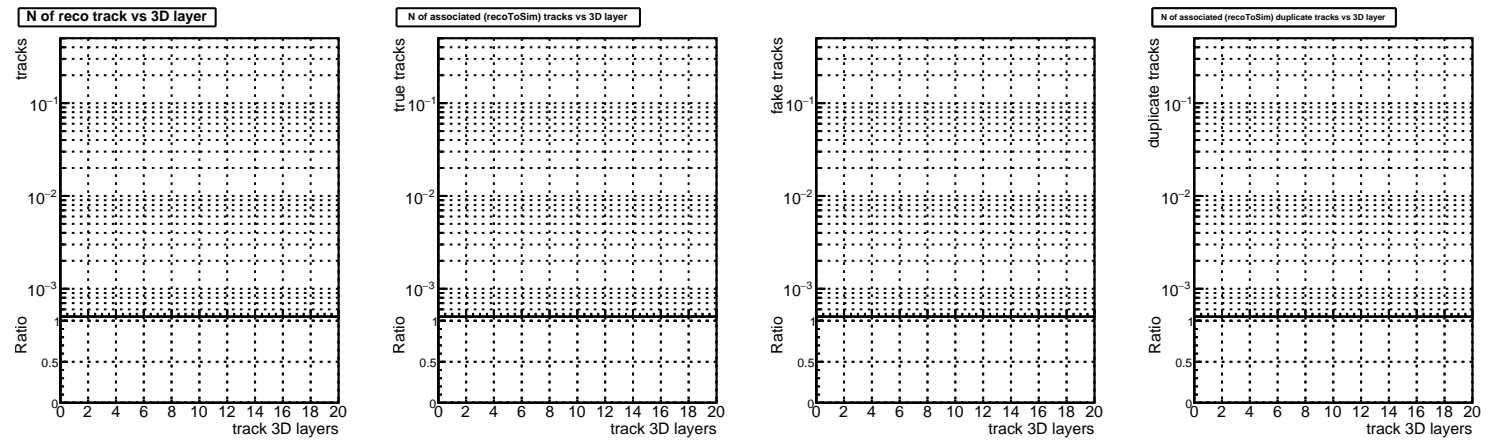 N of reco track vs 3D layer
tracks
10⁻¹
10⁻²
10⁻³
Ratio
1
0.5
0
0 2 4 6 8 10 12 14 16 18 20
track 3D layers
N of associated (recoToSim) tracks vs 3D layer
true tracks
10⁻¹
10⁻²
10⁻³
Ratio
1
0.5
0
0 2 4 6 8 10 12 14 16 18 20
track 3D layers
fake tracks
10⁻¹
10⁻²
10⁻³
Ratio
1
0.5
0
0 2 4 6 8 10 12 14 16 18 20
track 3D layers
N of associated (recoToSim) duplicate tracks vs 3D layer
duplicate tracks
10⁻¹
10⁻²
10⁻³
Ratio
1
0.5
0
0 2 4 6 8 10 12 14 16 18 20
track 3D layers